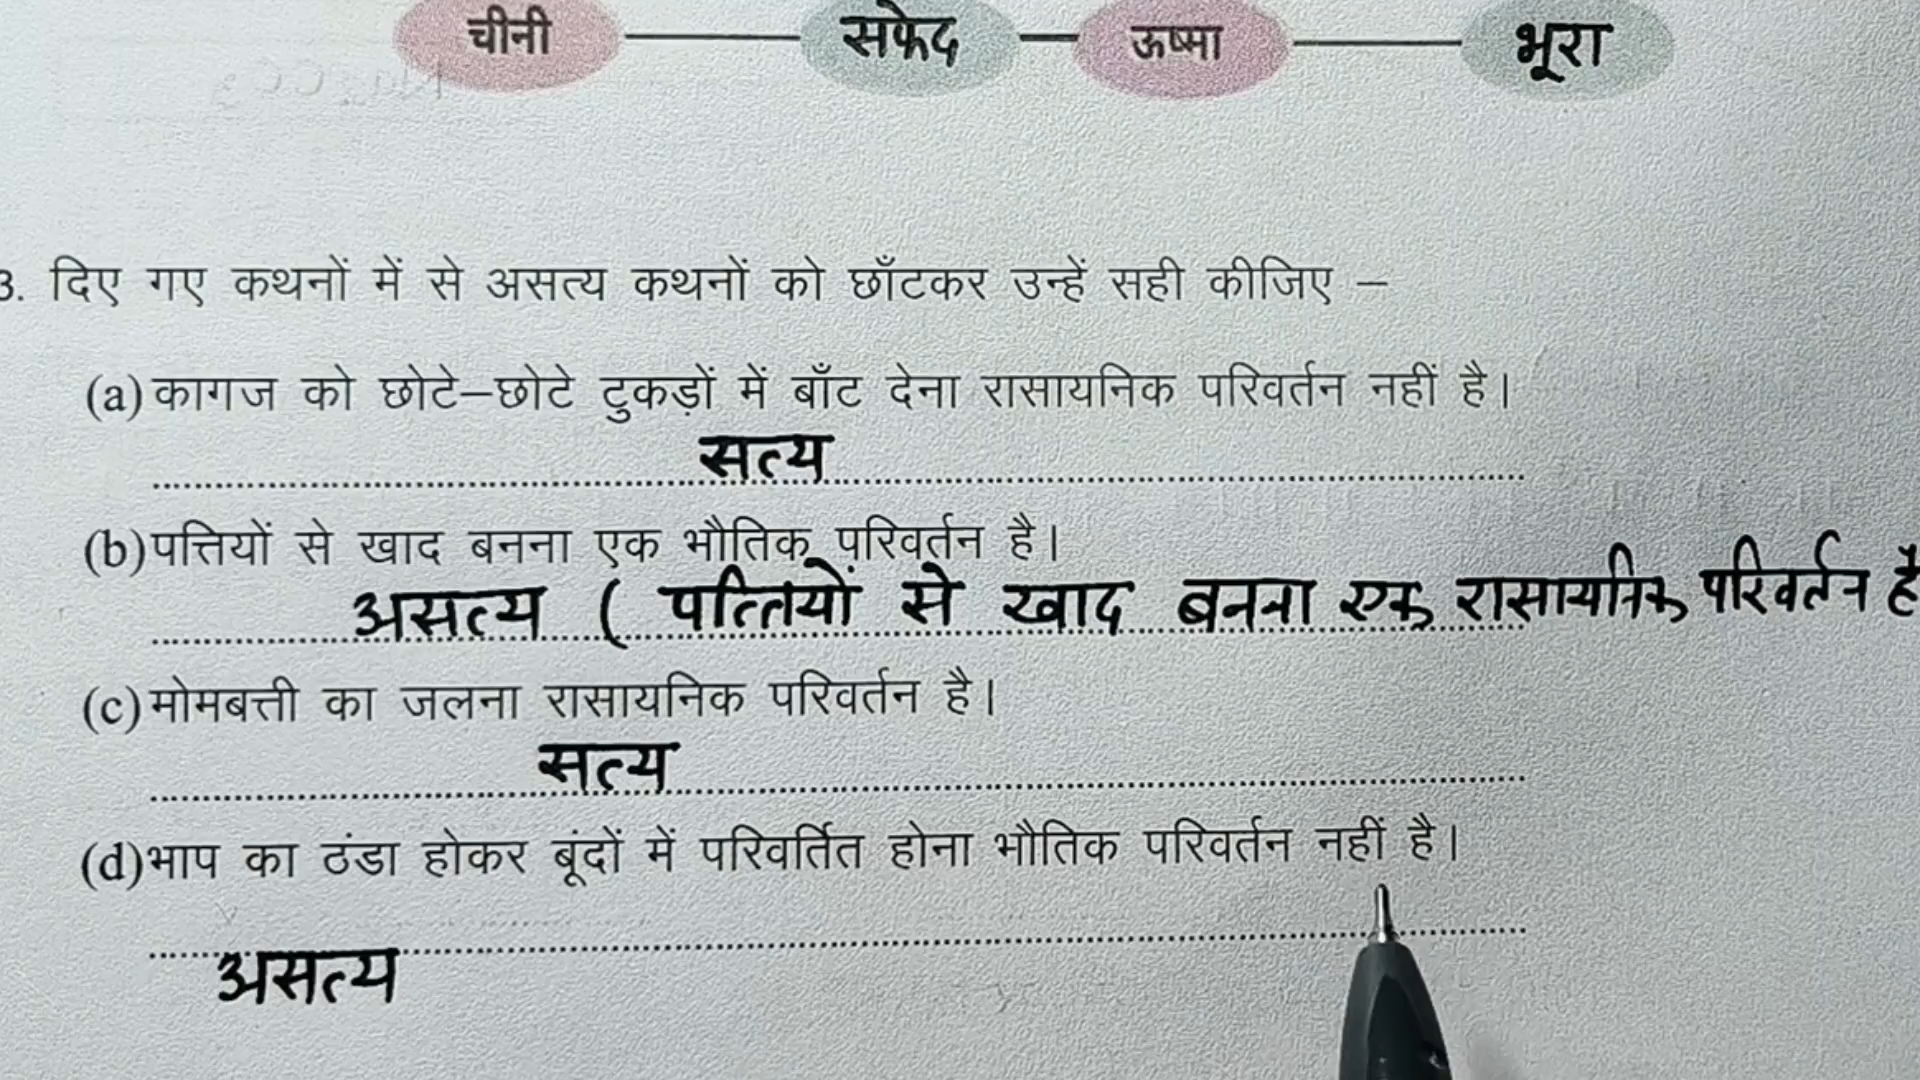 चीनी सफेद ऊष्मा भूरा
3. दिए गए कथनों में से असत्य कथनों को छाँटकर उन्हें सही कीजिए –
(a) कागज को छोटे–छोटे टुकड़ों में बाँट देना रासायनिक परिवर्तन नहीं है।
सत्य
(b) पत्तियों से खाद बनना एक भौतिक परिवर्तन है।
असत्य ( पत्तियों से खाद बनना एक रासायनिक परिवर्तन है
(c) मोमबत्ती का जलना रासायनिक परिवर्तन है।
सत्य
(d) भाप का ठंडा होकर बूंदों में परिवर्तित होना भौतिक परिवर्तन नहीं है।
असत्य